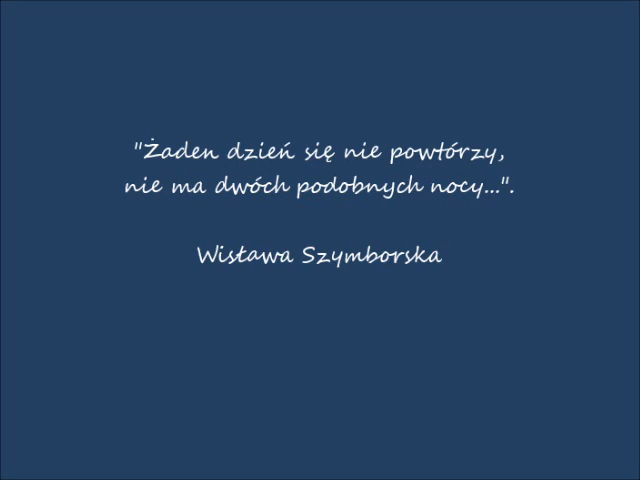 "Żaden dzień się nie powtórzy,
nie ma dwóch podobnych nocy...".
Wisława Szymborska